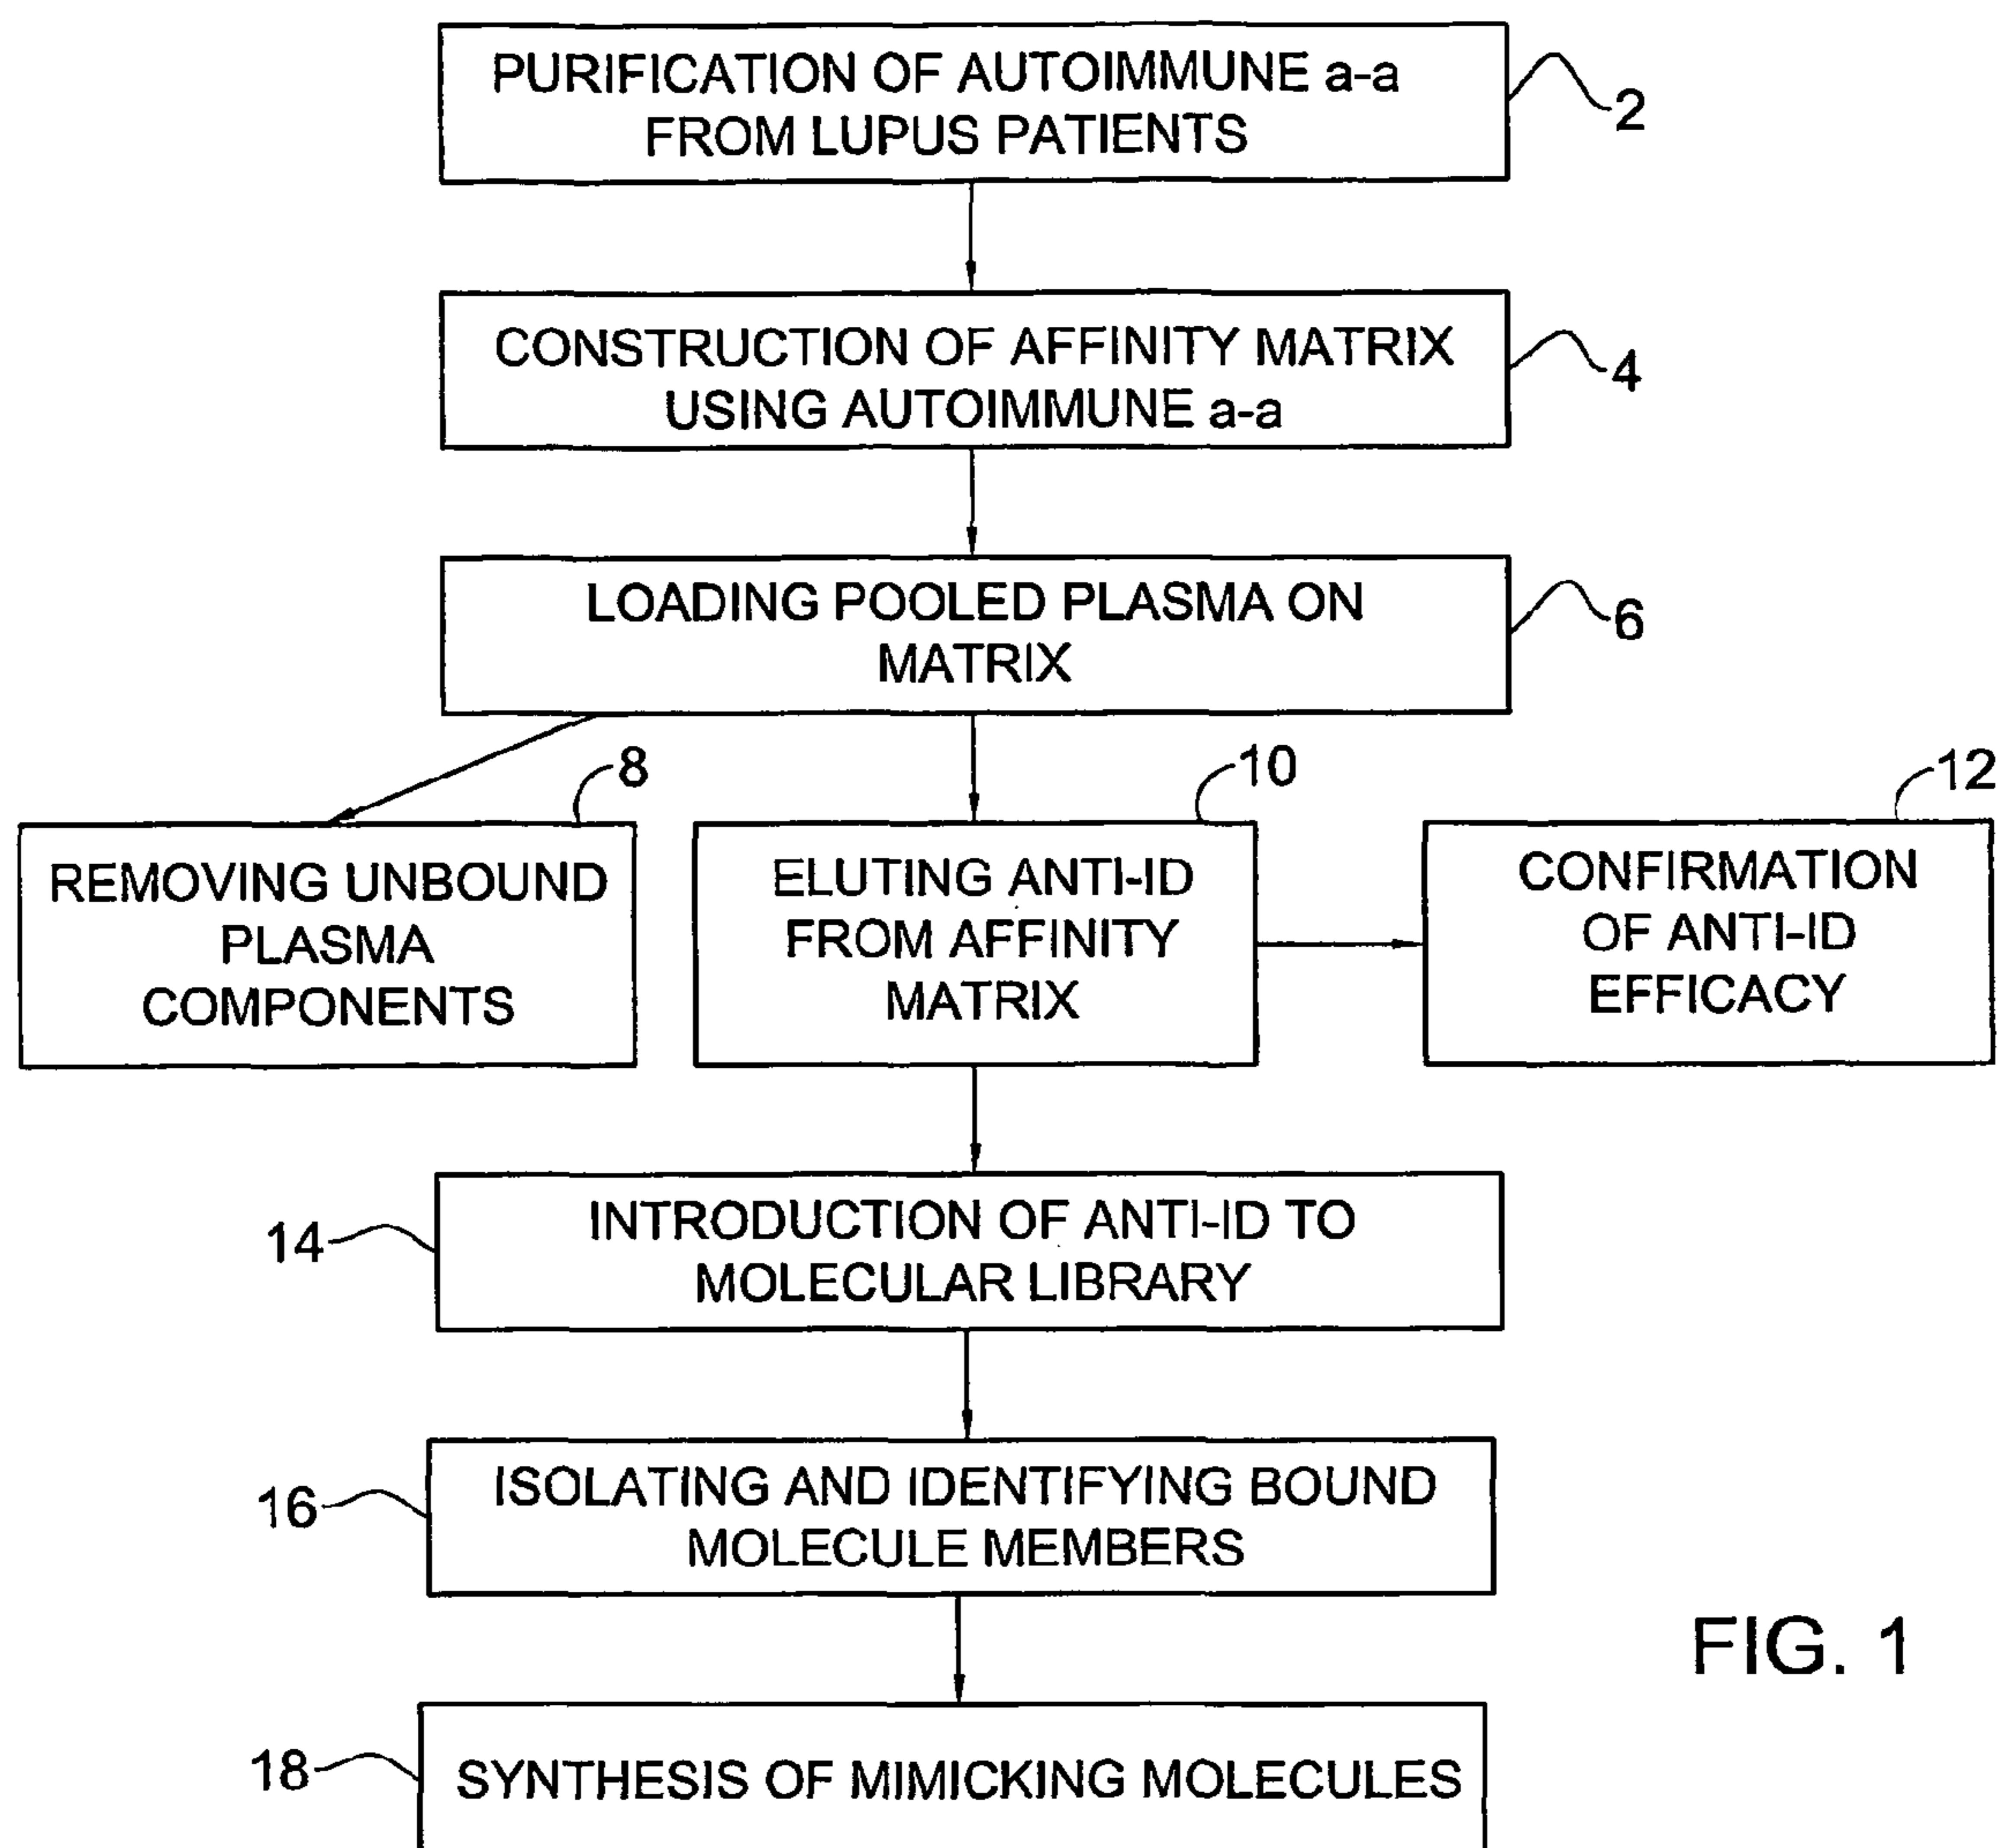 PURIFICATION OF AUTOIMMUNE a-a
FROM LUPUS PATIENTS
2
CONSTRUCTION OF AFFINITY MATRIX
USING AUTOIMMUNE a-a
4
LOADING POOLED PLASMA ON
MATRIX
6
8
REMOVING UNBOUND
PLASMA
COMPONENTS
10
ELUTING ANTI-ID
FROM AFFINITY
MATRIX
12
CONFIRMATION
OF ANTI-ID
EFFICACY
14
INTRODUCTION OF ANTI-ID TO
MOLECULAR LIBRARY
16
ISOLATING AND IDENTIFYING BOUND
MOLECULE MEMBERS
18
SYNTHESIS OF MIMICKING MOLECULES
FIG. 1